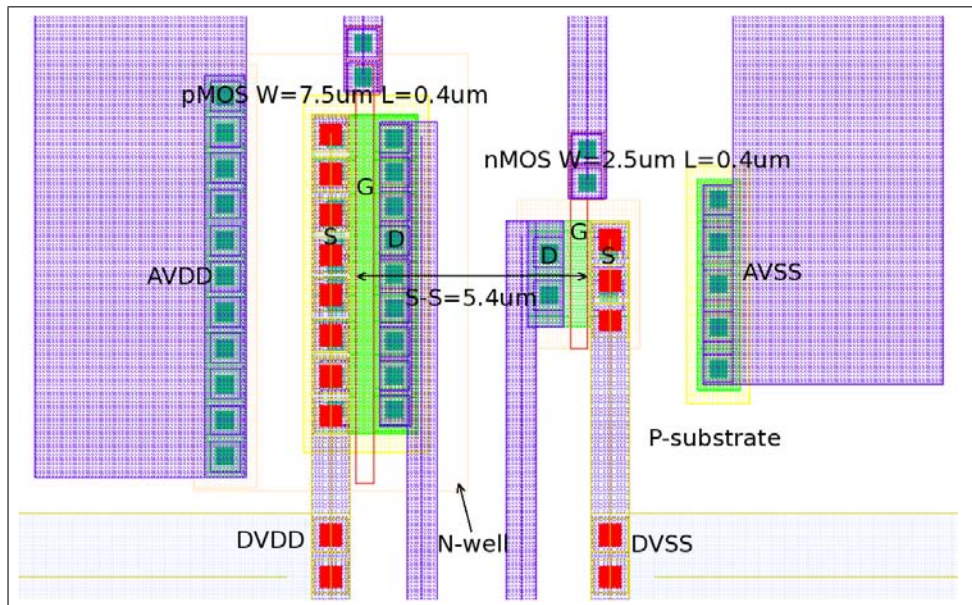 pMOS W=7.5um L=0.4um
nMOS W=2.5um L=0.4um
G
G
S
D
D
S
AVDD
AVSS
S-S=5.4um
P-substrate
DVDD
N-well
DVSS